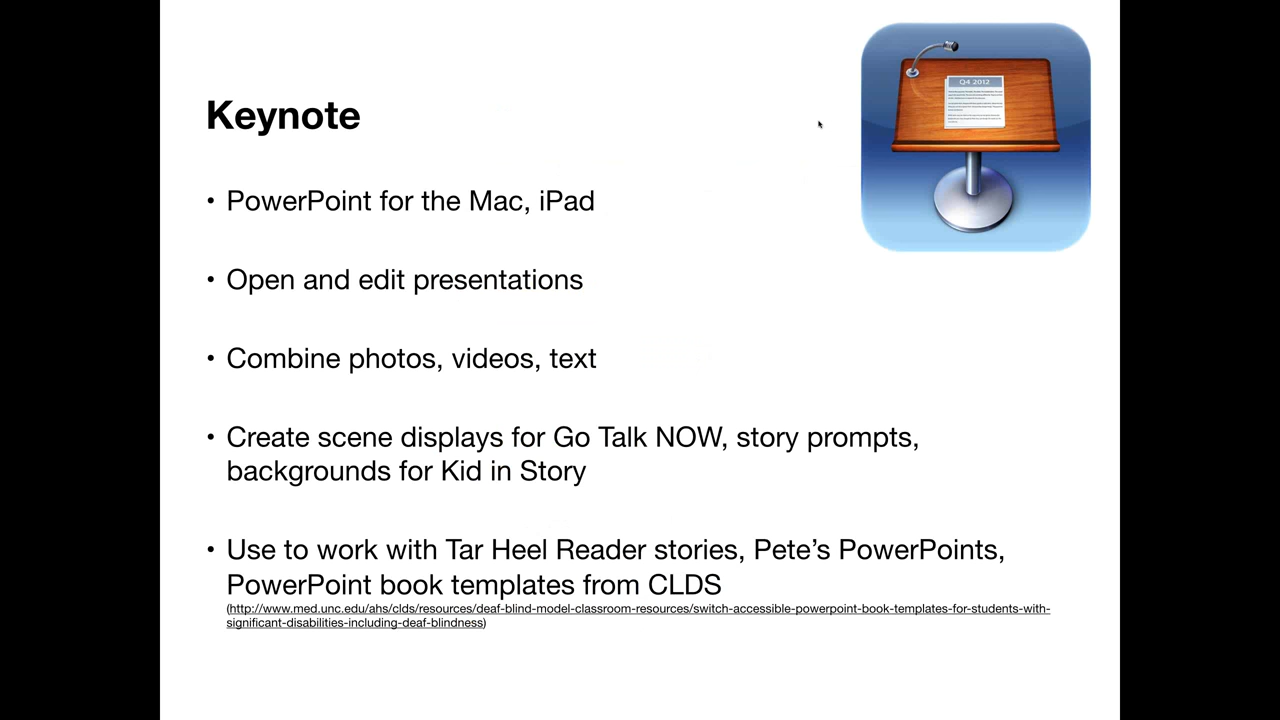 Q4 2012
Keynote
• PowerPoint for the Mac, iPad
• Open and edit presentations
• Combine photos, videos, text
• Create scene displays for Go Talk NOW, story prompts,
backgrounds for Kid in Story
• Use to work with Tar Heel Reader stories, Pete’s PowerPoints,
PowerPoint book templates from CLDS
(http://www.med.unc.edu/ahs/clds/resources/deaf-blind-model-classroom-resources/switch-accessible-powerpoint-book-templates-for-students-with-
significant-disabilities-including-deaf-blindness)